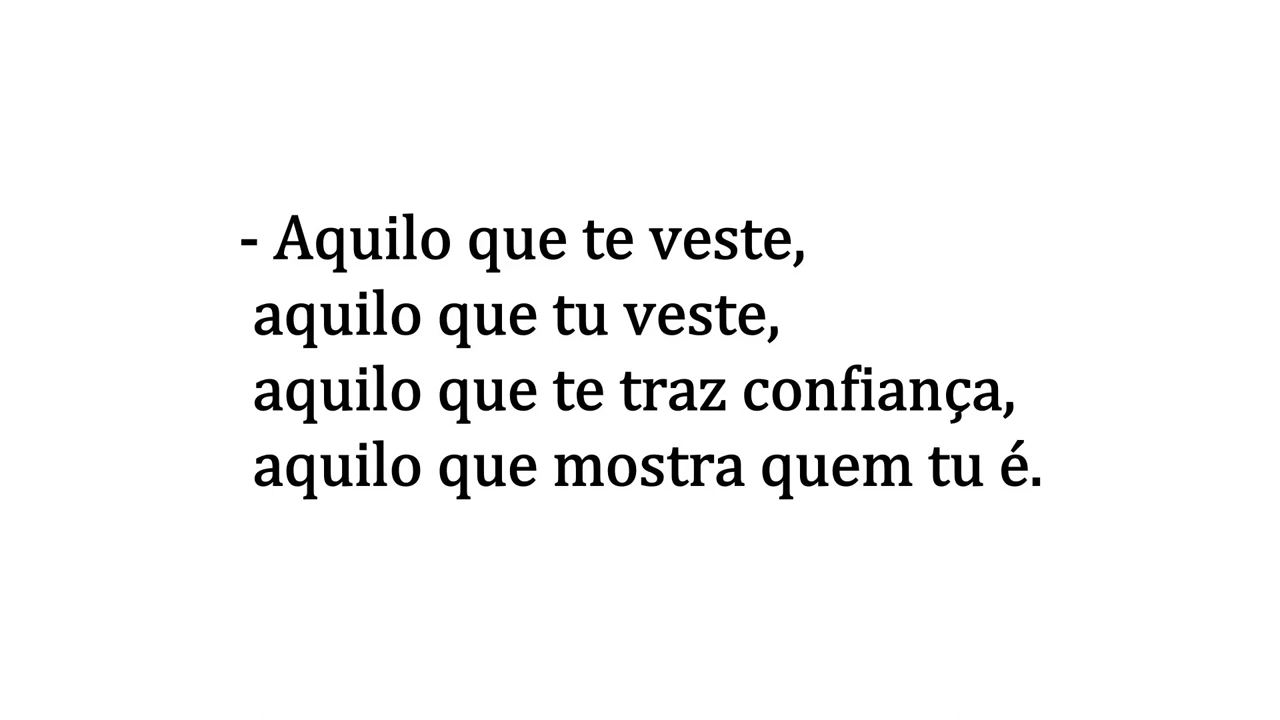 - Aquilo que te veste,
aquilo que tu veste,
aquilo que te traz confiança,
aquilo que mostra quem tu é.